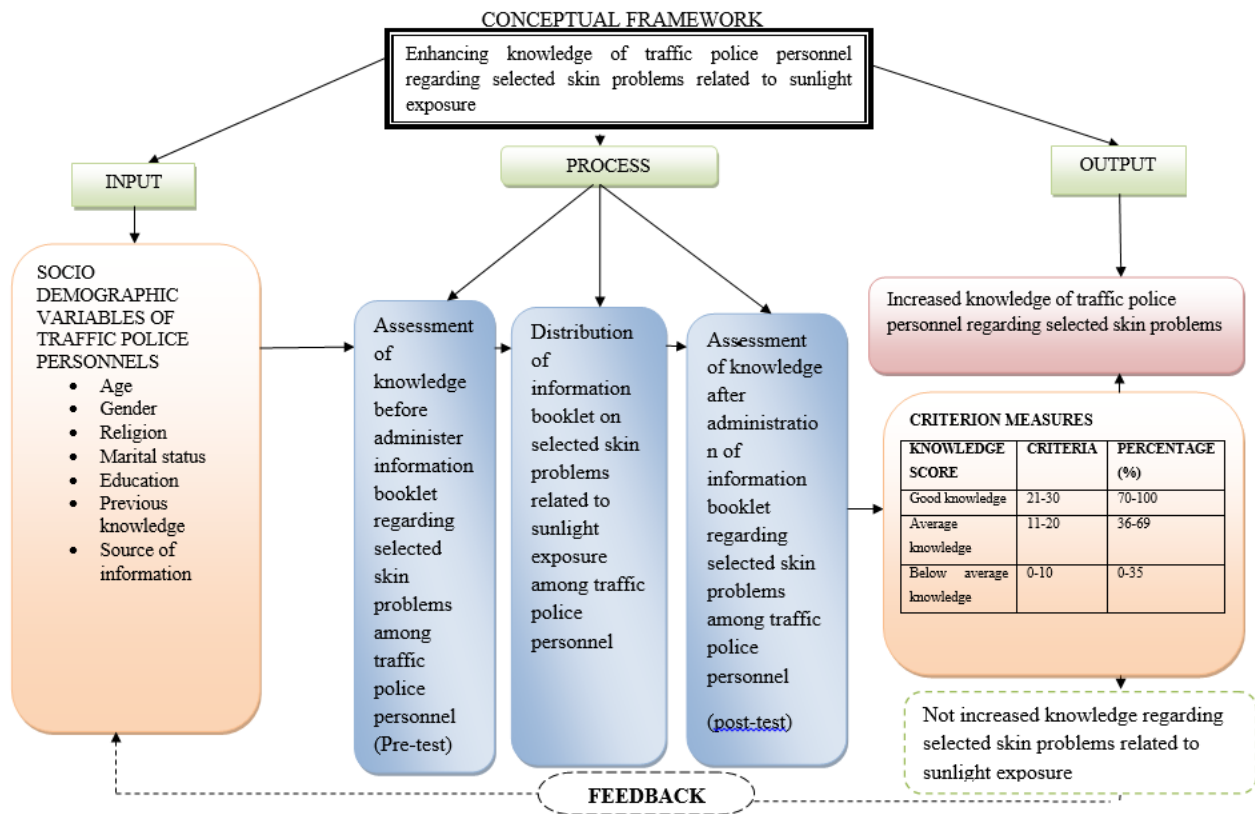 CONCEPTUAL FRAMEWORK
Enhancing knowledge of traffic police personnel
regarding selected skin problems related to sunlight
exposure
INPUT
PROCESS
OUTPUT
SOCIO
DEMOGRAPHIC
VARIABLES OF
TRAFFIC POLICE
PERSONNELS
• Age
• Gender
• Religion
• Marital status
• Education
• Previous
knowledge
• Source of
information
Assessment
of
knowledge
before
administer
information
booklet
regarding
selected
skin
problems
among
traffic
police
personnel
(Pre-test)
Distribution
of
information
booklet on
selected skin
problems
related to
sunlight
exposure
among traffic
police
personnel
Assessment
of knowledge
after
administratio
n of
information
booklet
regarding
selected skin
problems
among traffic
police
personnel
(post-test)
Increased knowledge of traffic police
personnel regarding selected skin problems
CRITERION MEASURES
KNOWLEDGE SCORE CRITERIA PERCENTAGE (%)
Good knowledge 21-30 70-100
Average knowledge 11-20 36-69
Below average knowledge 0-10 0-35
Not increased knowledge regarding
selected skin problems related to
sunlight exposure
FEEDBACK